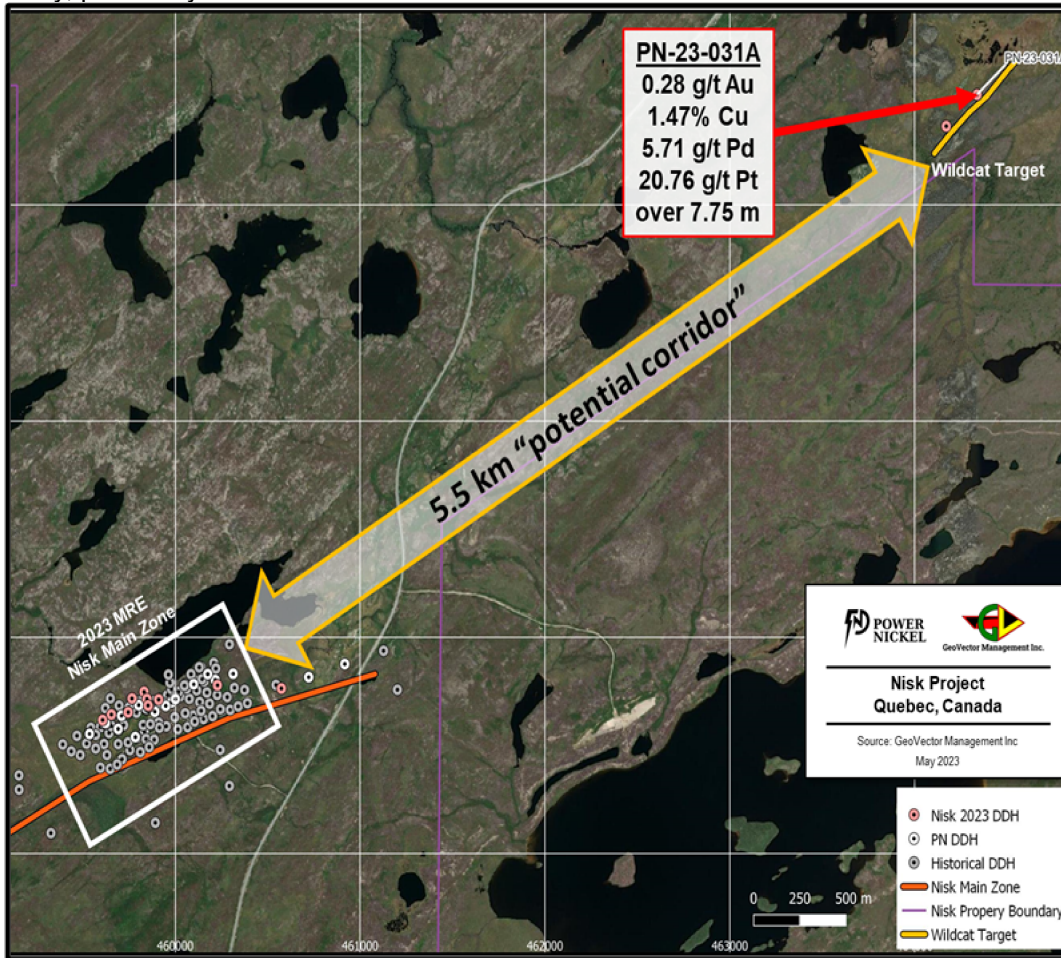 PN-23-031A
0.28 g/t Au
1.47% Cu
5.71 g/t Pd
20.76 g/t Pt
over 7.75 m
PN-23-031A
Wildcat Target
5.5 km “potential corridor”
2023 MRE
Nisk Main Zone
POWER
NICKEL
GeoVector Management Inc.
Nisk Project
Quebec, Canada
Source: GeoVector Management Inc
May 2023
Nisk 2023 DDH
PN DDH
Historical DDH
Nisk Main Zone
Nisk Propery Boundary
Wildcat Target
0 250 500 m
460000 461000 462000 463000